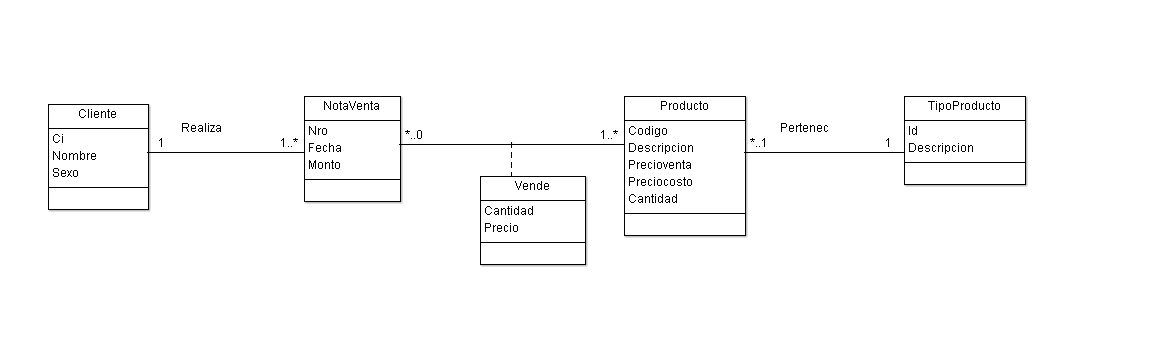 Cliente
Ci
Nombre
Sexo
1
Realiza
1..*
NotaVenta
Nro
Fecha
Monto
*..0
1..*
Vende
Cantidad
Precio
Producto
Codigo
Descripcion
Precioventa
Preciocosto
Cantidad
*..1
Pertenec
1
TipoProducto
Id
Descripcion